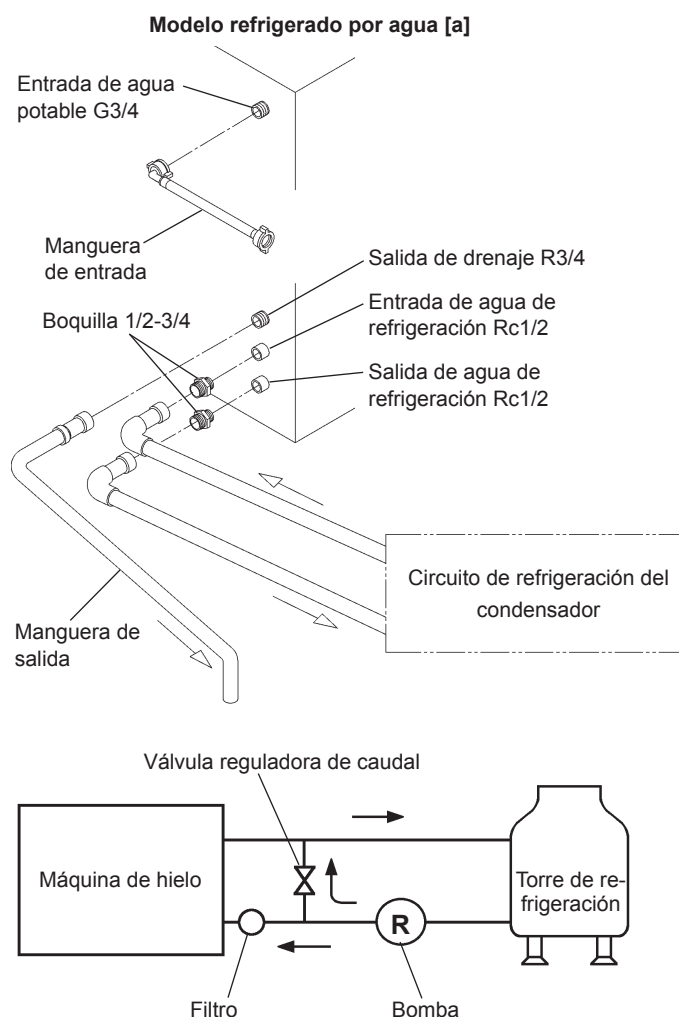 Modelo refrigerado por agua [a]
Entrada de agua
potable G3/4
Manguera
de entrada
Salida de drenaje R3/4
Boquilla 1/2-3/4
Entrada de agua de
refrigeración Rc1/2
Salida de agua de
refrigeración Rc1/2
Circuito de refrigeración del
condensador
Manguera de
salida
Válvula reguladora de caudal
Máquina de hielo
Torre de re-
frigeración
R
Filtro
Bomba